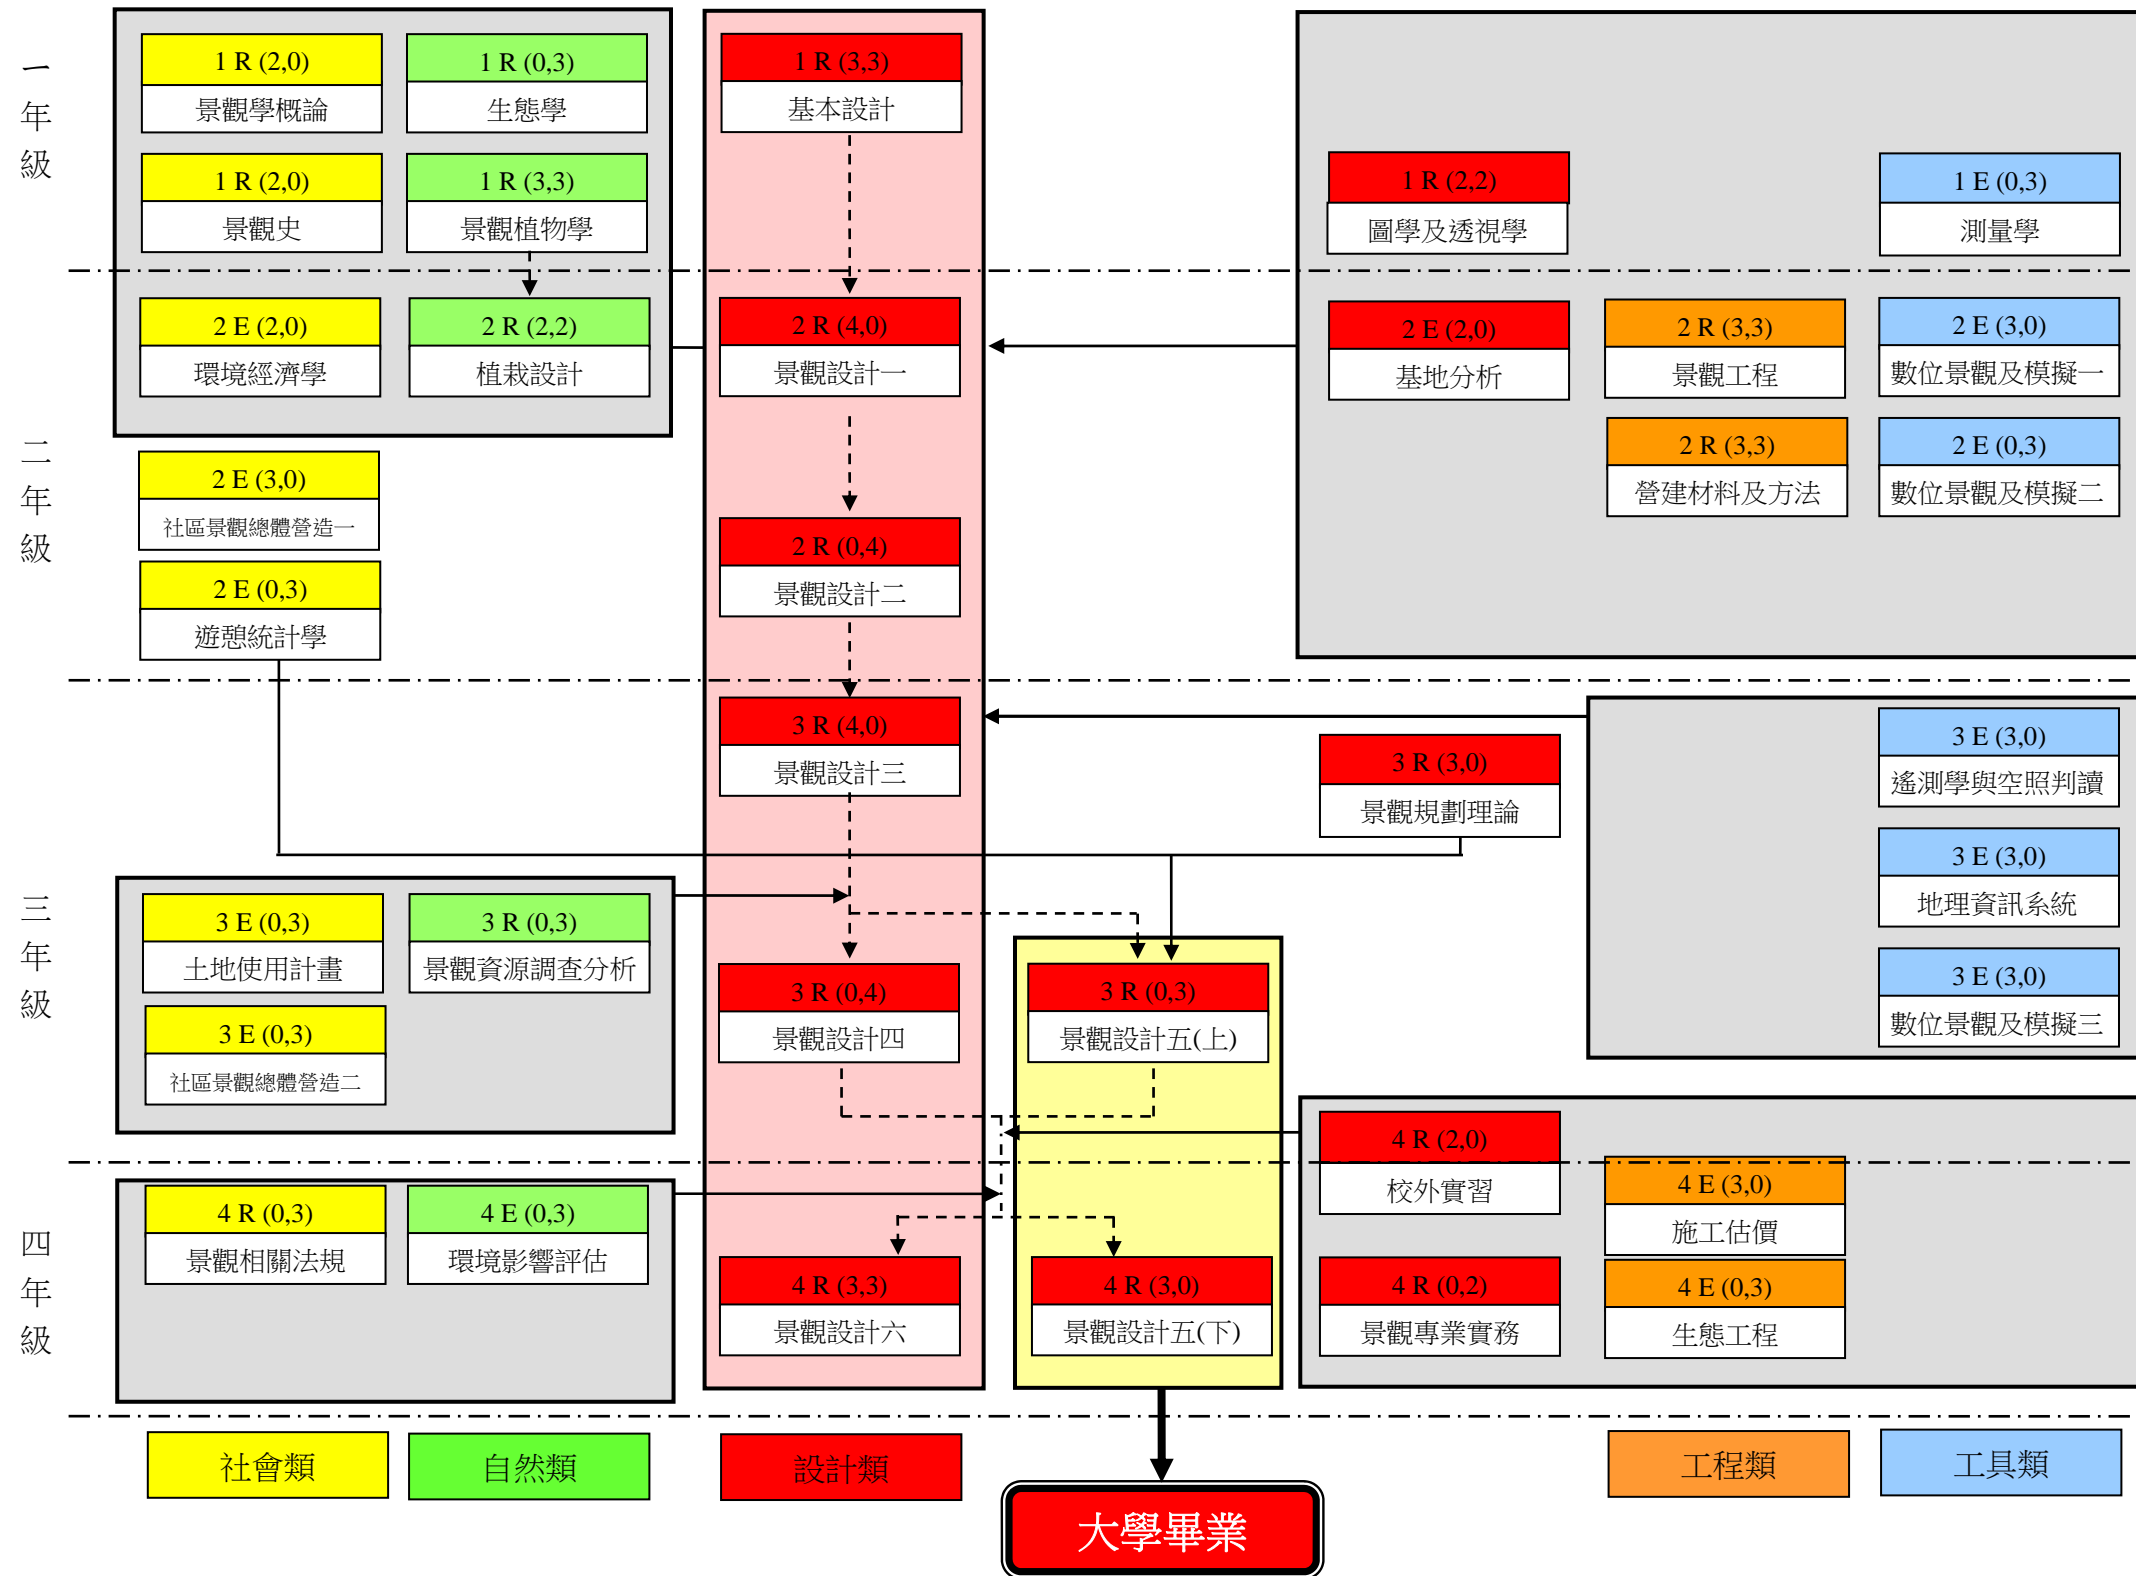 一年級
1 R (2,0)
景觀學概論
1 R (0,3)
生態學
1 R (3,3)
基本設計
1 R (2,0)
景觀史
1 R (3,3)
景觀植物學
1 R (2,2)
圖學及透視學
1 E (0,3)
測量學
二年級
2 E (2,0)
環境經濟學
2 R (2,2)
植栽設計
2 R (4,0)
景觀設計一
2 E (2,0)
基地分析
2 R (3,3)
景觀工程
2 E (3,0)
數位景觀及模擬一
2 E (3,0)
社區景觀總體營造一
2 R (3,3)
營建材料及方法
2 E (0,3)
數位景觀及模擬二
2 E (0,3)
遊憩統計學
2 R (0,4)
景觀設計二
三年級
3 R (4,0)
景觀設計三
3 R (3,0)
景觀規劃理論
3 E (3,0)
遙測學與空照判讀
3 E (3,0)
地理資訊系統
3 E (0,3)
土地使用計畫
3 R (0,3)
景觀資源調查分析
3 R (0,4)
景觀設計四
3 R (0,3)
景觀設計五(上)
3 E (3,0)
數位景觀及模擬三
3 E (0,3)
社區景觀總體營造二
四年級
4 R (2,0)
校外實習
4 E (3,0)
施工估價
4 R (0,3)
景觀相關法規
4 E (0,3)
環境影響評估
4 R (3,3)
景觀設計六
4 R (3,0)
景觀設計五(下)
4 R (0,2)
景觀專業實務
4 E (0,3)
生態工程
社會類
自然類
設計類
工程類
工具類
大學畢業